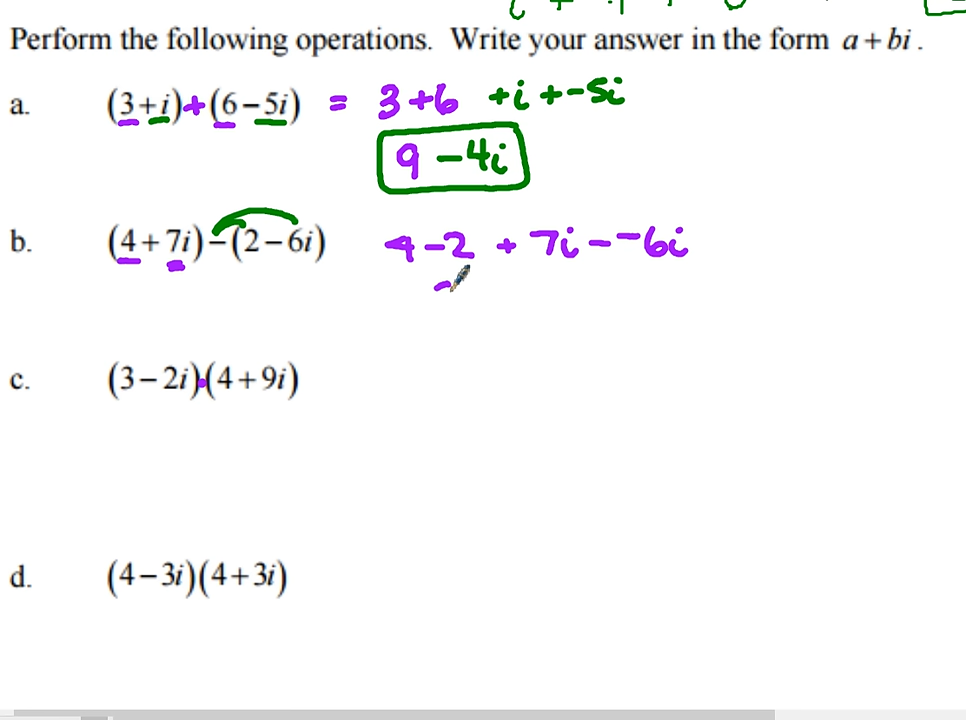 Perform the following operations. Write your answer in the form a + bi.
a. (3+i)+(6−5i) = 3+6 +i +-5i
9 −4i
b. (4+7i)−(2−6i) 4−2 + 7i − −6i
c. (3−2i)·(4+9i)
d. (4−3i)(4+3i)